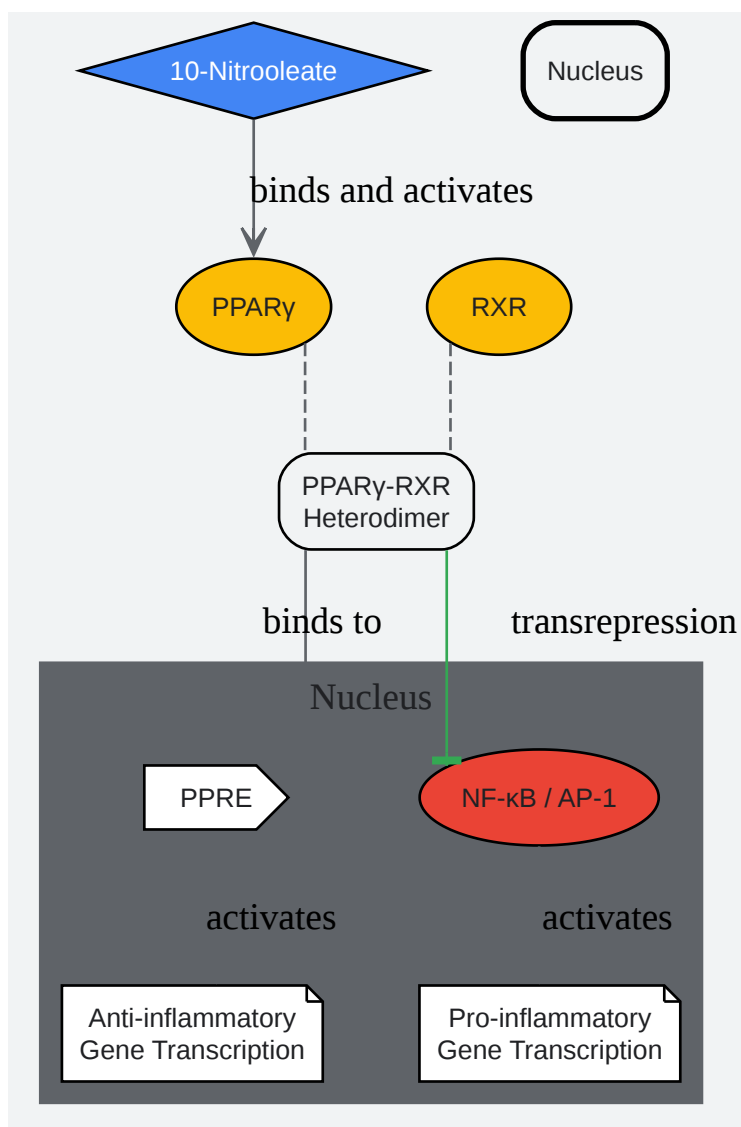 10-Nitrooleate
Nucleus
binds and activates
PPARγ
RXR
PPARγ-RXR
Heterodimer
binds to
transrepression
Nucleus
PPRE
NF-κB / AP-1
activates
activates
Anti-inflammatory
Gene Transcription
Pro-inflammatory
Gene Transcription